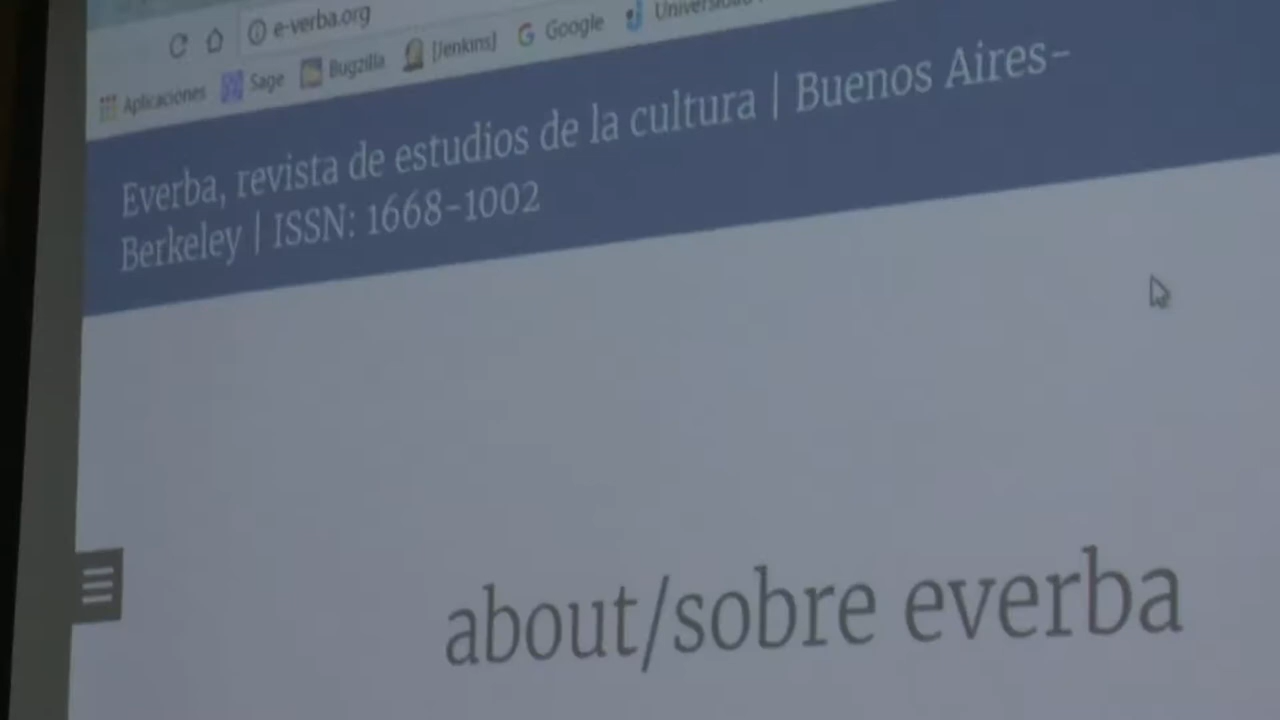 e-verba.org
Aplicaciones Sage Bugzilla [Jenkins] Google
Everba, revista de estudios de la cultura | Buenos Aires-
Berkeley | ISSN: 1668-1002
about/sobre everba